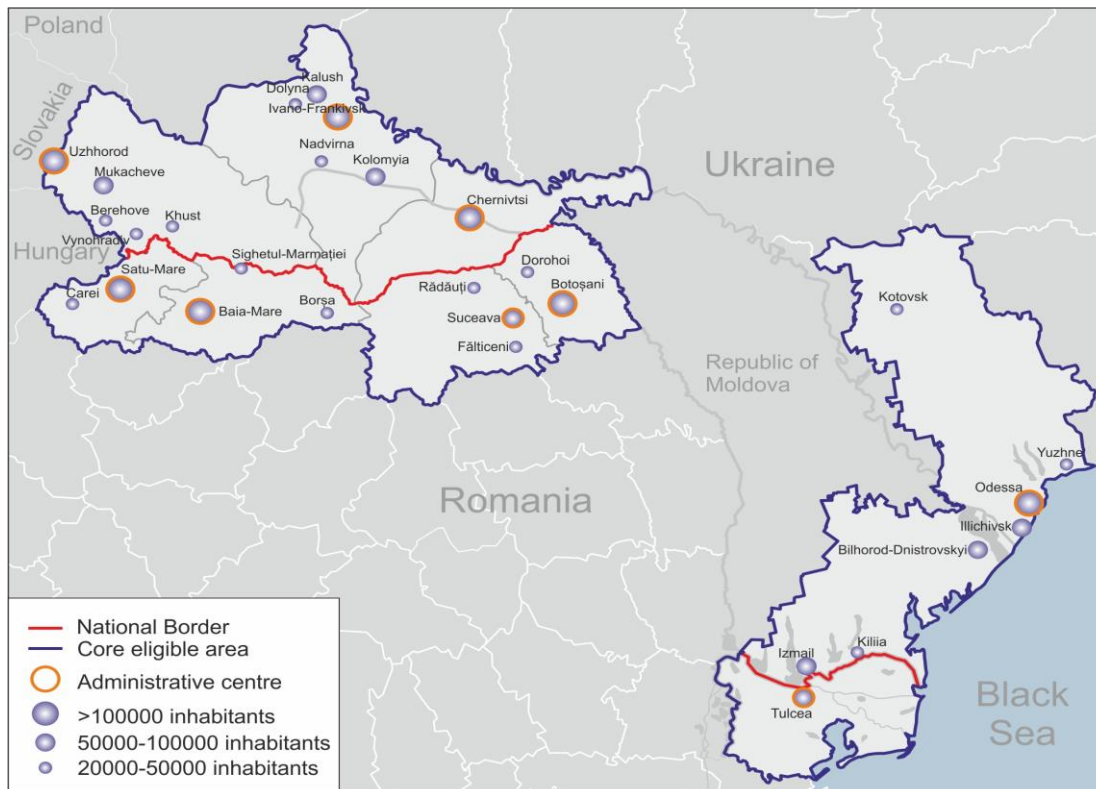 Poland
Slovakia
Hungary
Ukraine
Republic of
Moldova
Romania
Black
Sea
Kalush
Dolyna
Ivano-Frankivsk
Nadvirna
Kolomyia
Uzhhorod
Mukachevе
Berehove
Khust
Vynohradiv
Chernivtsi
Sighetul-Marmației
Satu-Mare
Carei
Baia-Mare
Borșa
Dorohoi
Rădăuți
Botoșani
Suceava
Fălticeni
Kotovsk
Yuzhne
Odessa
Illichivsk
Bilhorod-Dnistrovskyi
Izmail
Kiliia
Tulcea
National Border
Core eligible area
Administrative centre
>100000 inhabitants
50000-100000 inhabitants
20000-50000 inhabitants